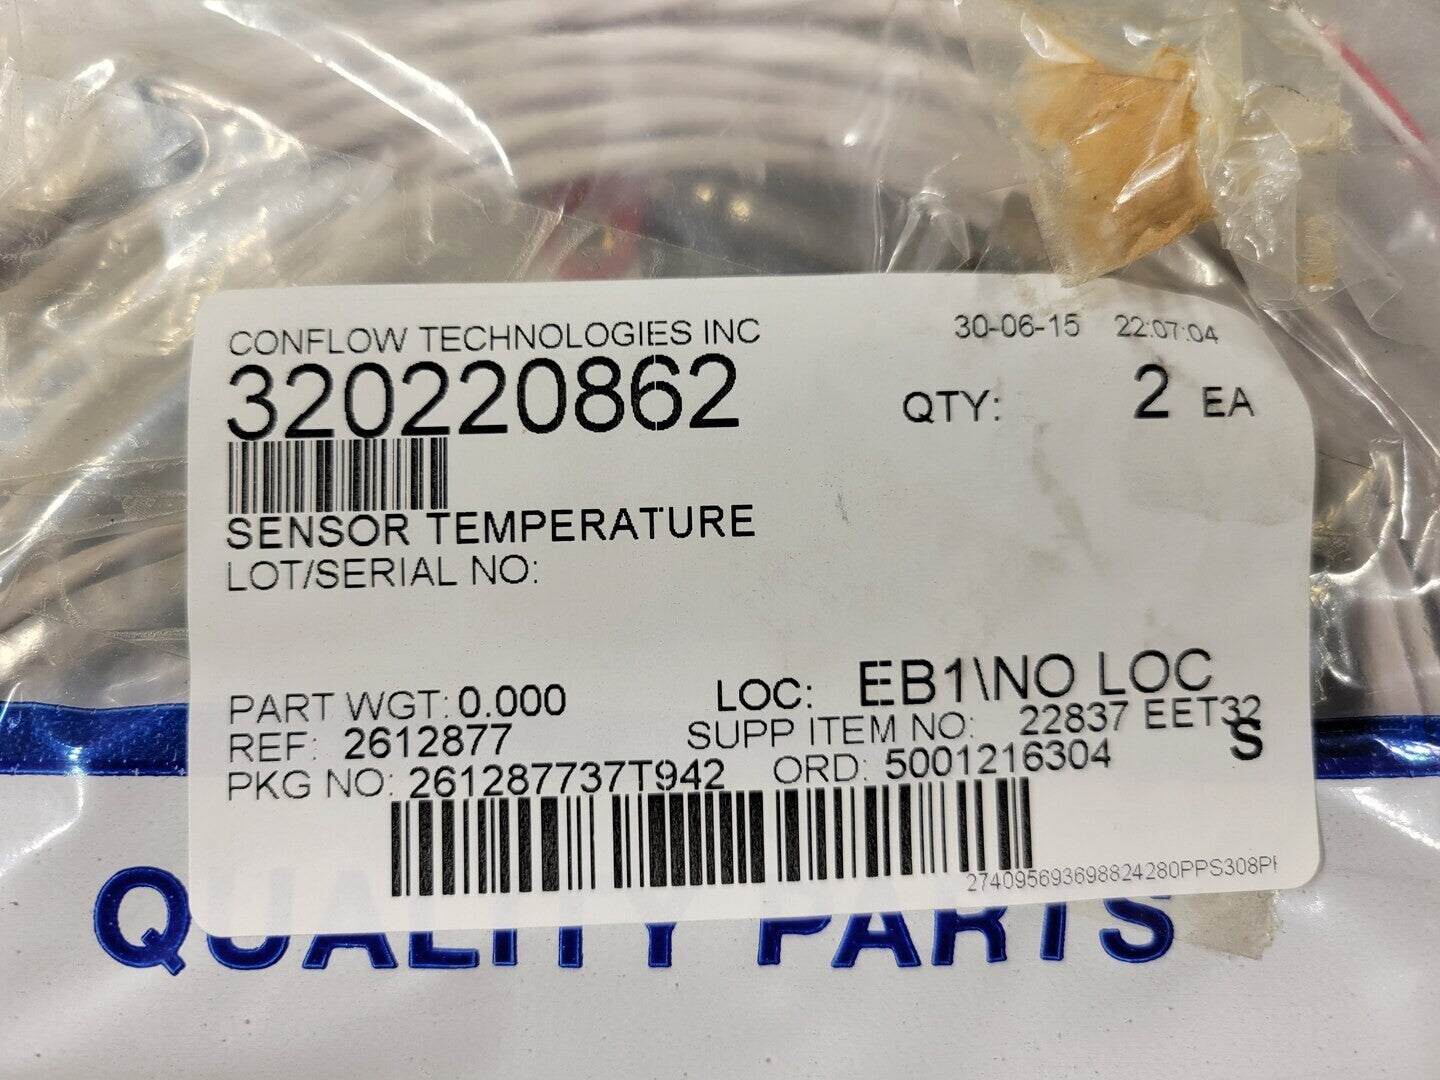 CONFLOW TECHNOLOGIES INC 30-06-15 22:07:04
320220862 QTY: 2 EA
SENSOR TEMPERATURE
LOT/SERIAL NO:
PART WGT: 0.000 LOC: EB1\NO LOC
REF: 2612877 SUPP ITEM NO: 22837 EET32
S
PKG NO: 261287737T942 ORD: 5001216304
274095693698824280PPS308P
QUALITY PARTS